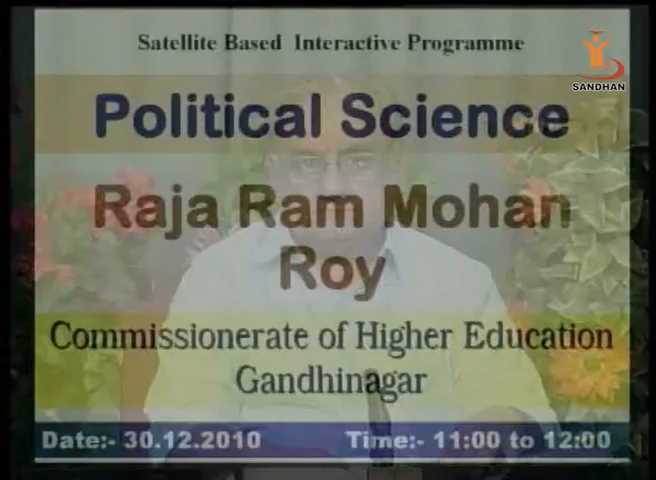 Satellite Based Interactive Programme
SANDHAN
Political Science
Raja Ram Mohan
Roy
Commissionerate of Higher Education
Gandhinagar
Date:- 30.12.2010 Time:- 11:00 to 12:00